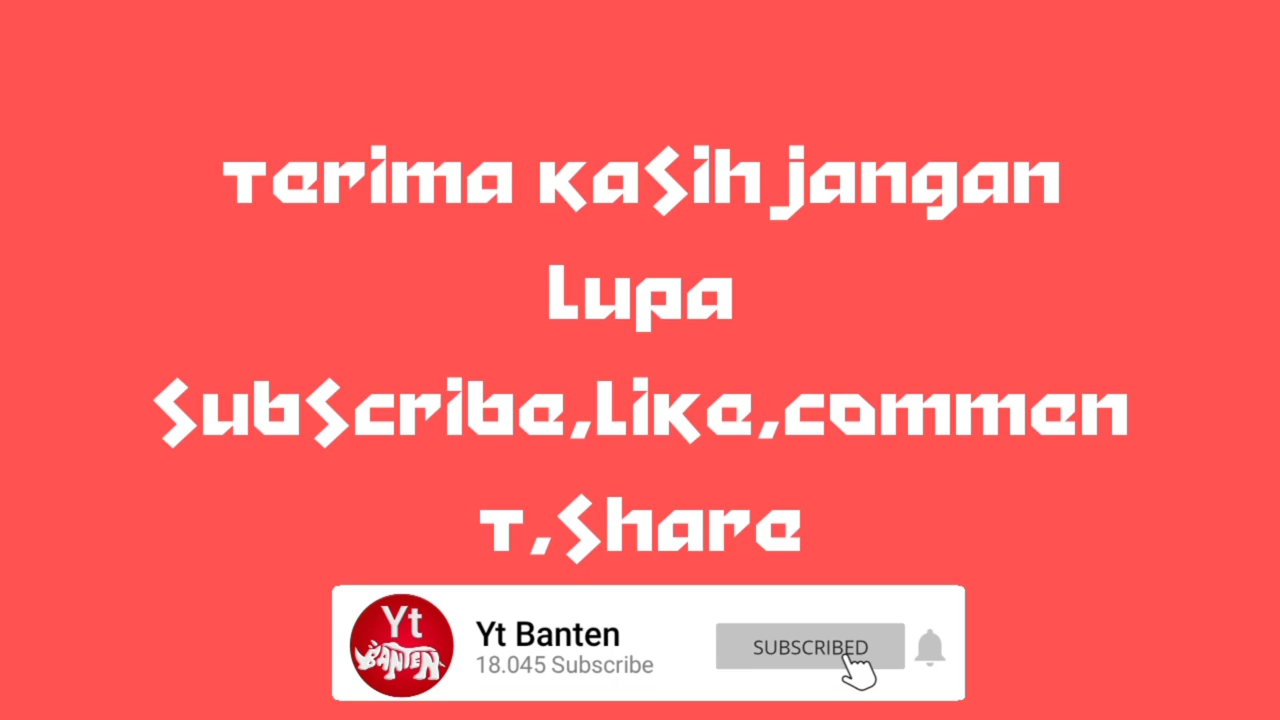 Terima Kasih Jangan
Lupa
Subscribe,Like,Commen
t,Share
Yt
BANTEN
Yt Banten
18.045 Subscribe
SUBSCRIBED